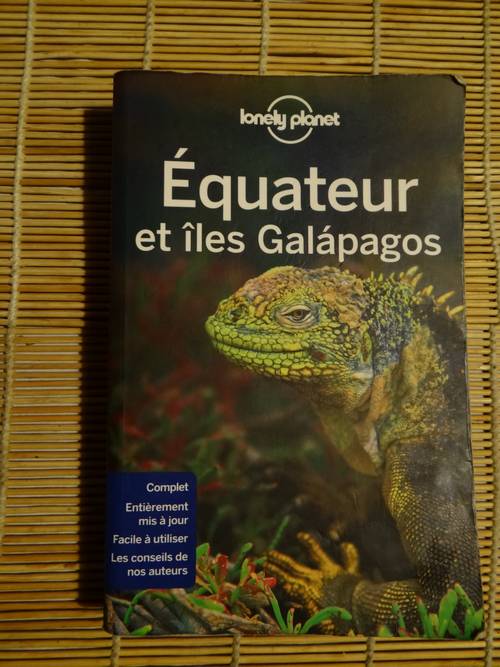 lonely planet
Équateur
et îles Galápagos
Complet
Entièrement
mis à jour
Facile à utiliser
Les conseils de
nos auteurs